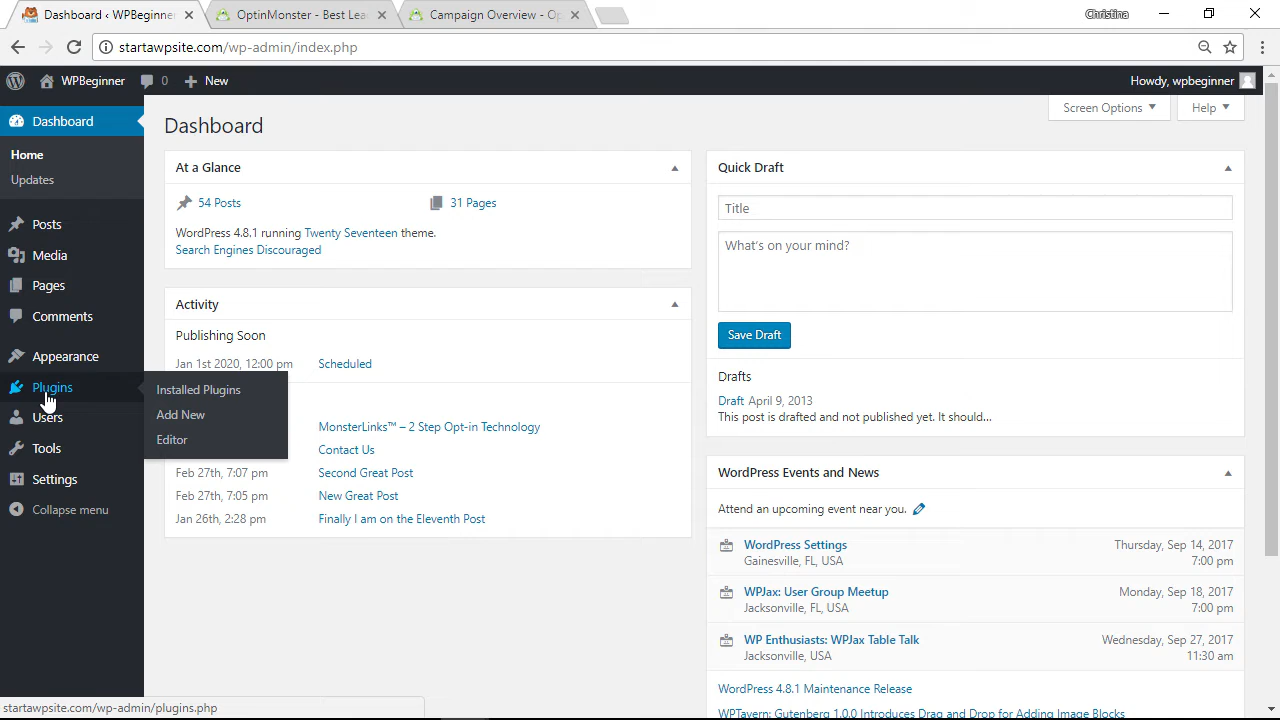 Dashboard ‹ WPBeginner
OptinMonster - Best Lea
Campaign Overview - Op
Christina
startawpsite.com/wp-admin/index.php
WPBeginner
0
New
Howdy, wpbeginner
Dashboard
Home
Updates
Posts
Media
Pages
Comments
Appearance
Plugins
Users
Tools
Settings
Collapse menu
Installed Plugins
Add New
Editor
Screen Options
Help
Dashboard
At a Glance
54 Posts
31 Pages
WordPress 4.8.1 running Twenty Seventeen theme.
Search Engines Discouraged
Activity
Publishing Soon
Jan 1st 2020, 12:00 pm Scheduled
MonsterLinks™ – 2 Step Opt-in Technology
Contact Us
Feb 27th, 7:07 pm Second Great Post
Feb 27th, 7:05 pm New Great Post
Jan 26th, 2:28 pm Finally I am on the Eleventh Post
Quick Draft
Title
What's on your mind?
Save Draft
Drafts
Draft April 9, 2013
This post is drafted and not published yet. It should…
WordPress Events and News
Attend an upcoming event near you.
WordPress Settings Thursday, Sep 14, 2017
Gainesville, FL, USA 7:00 pm
WPJax: User Group Meetup Monday, Sep 18, 2017
Jacksonville, FL, USA 7:00 pm
WP Enthusiasts: WPJax Table Talk Wednesday, Sep 27, 2017
Jacksonville, USA 11:30 am
WordPress 4.8.1 Maintenance Release
WPTavern: Gutenberg 1.0.0 Introduces Drag and Drop for Adding Image Blocks
startawpsite.com/wp-admin/plugins.php